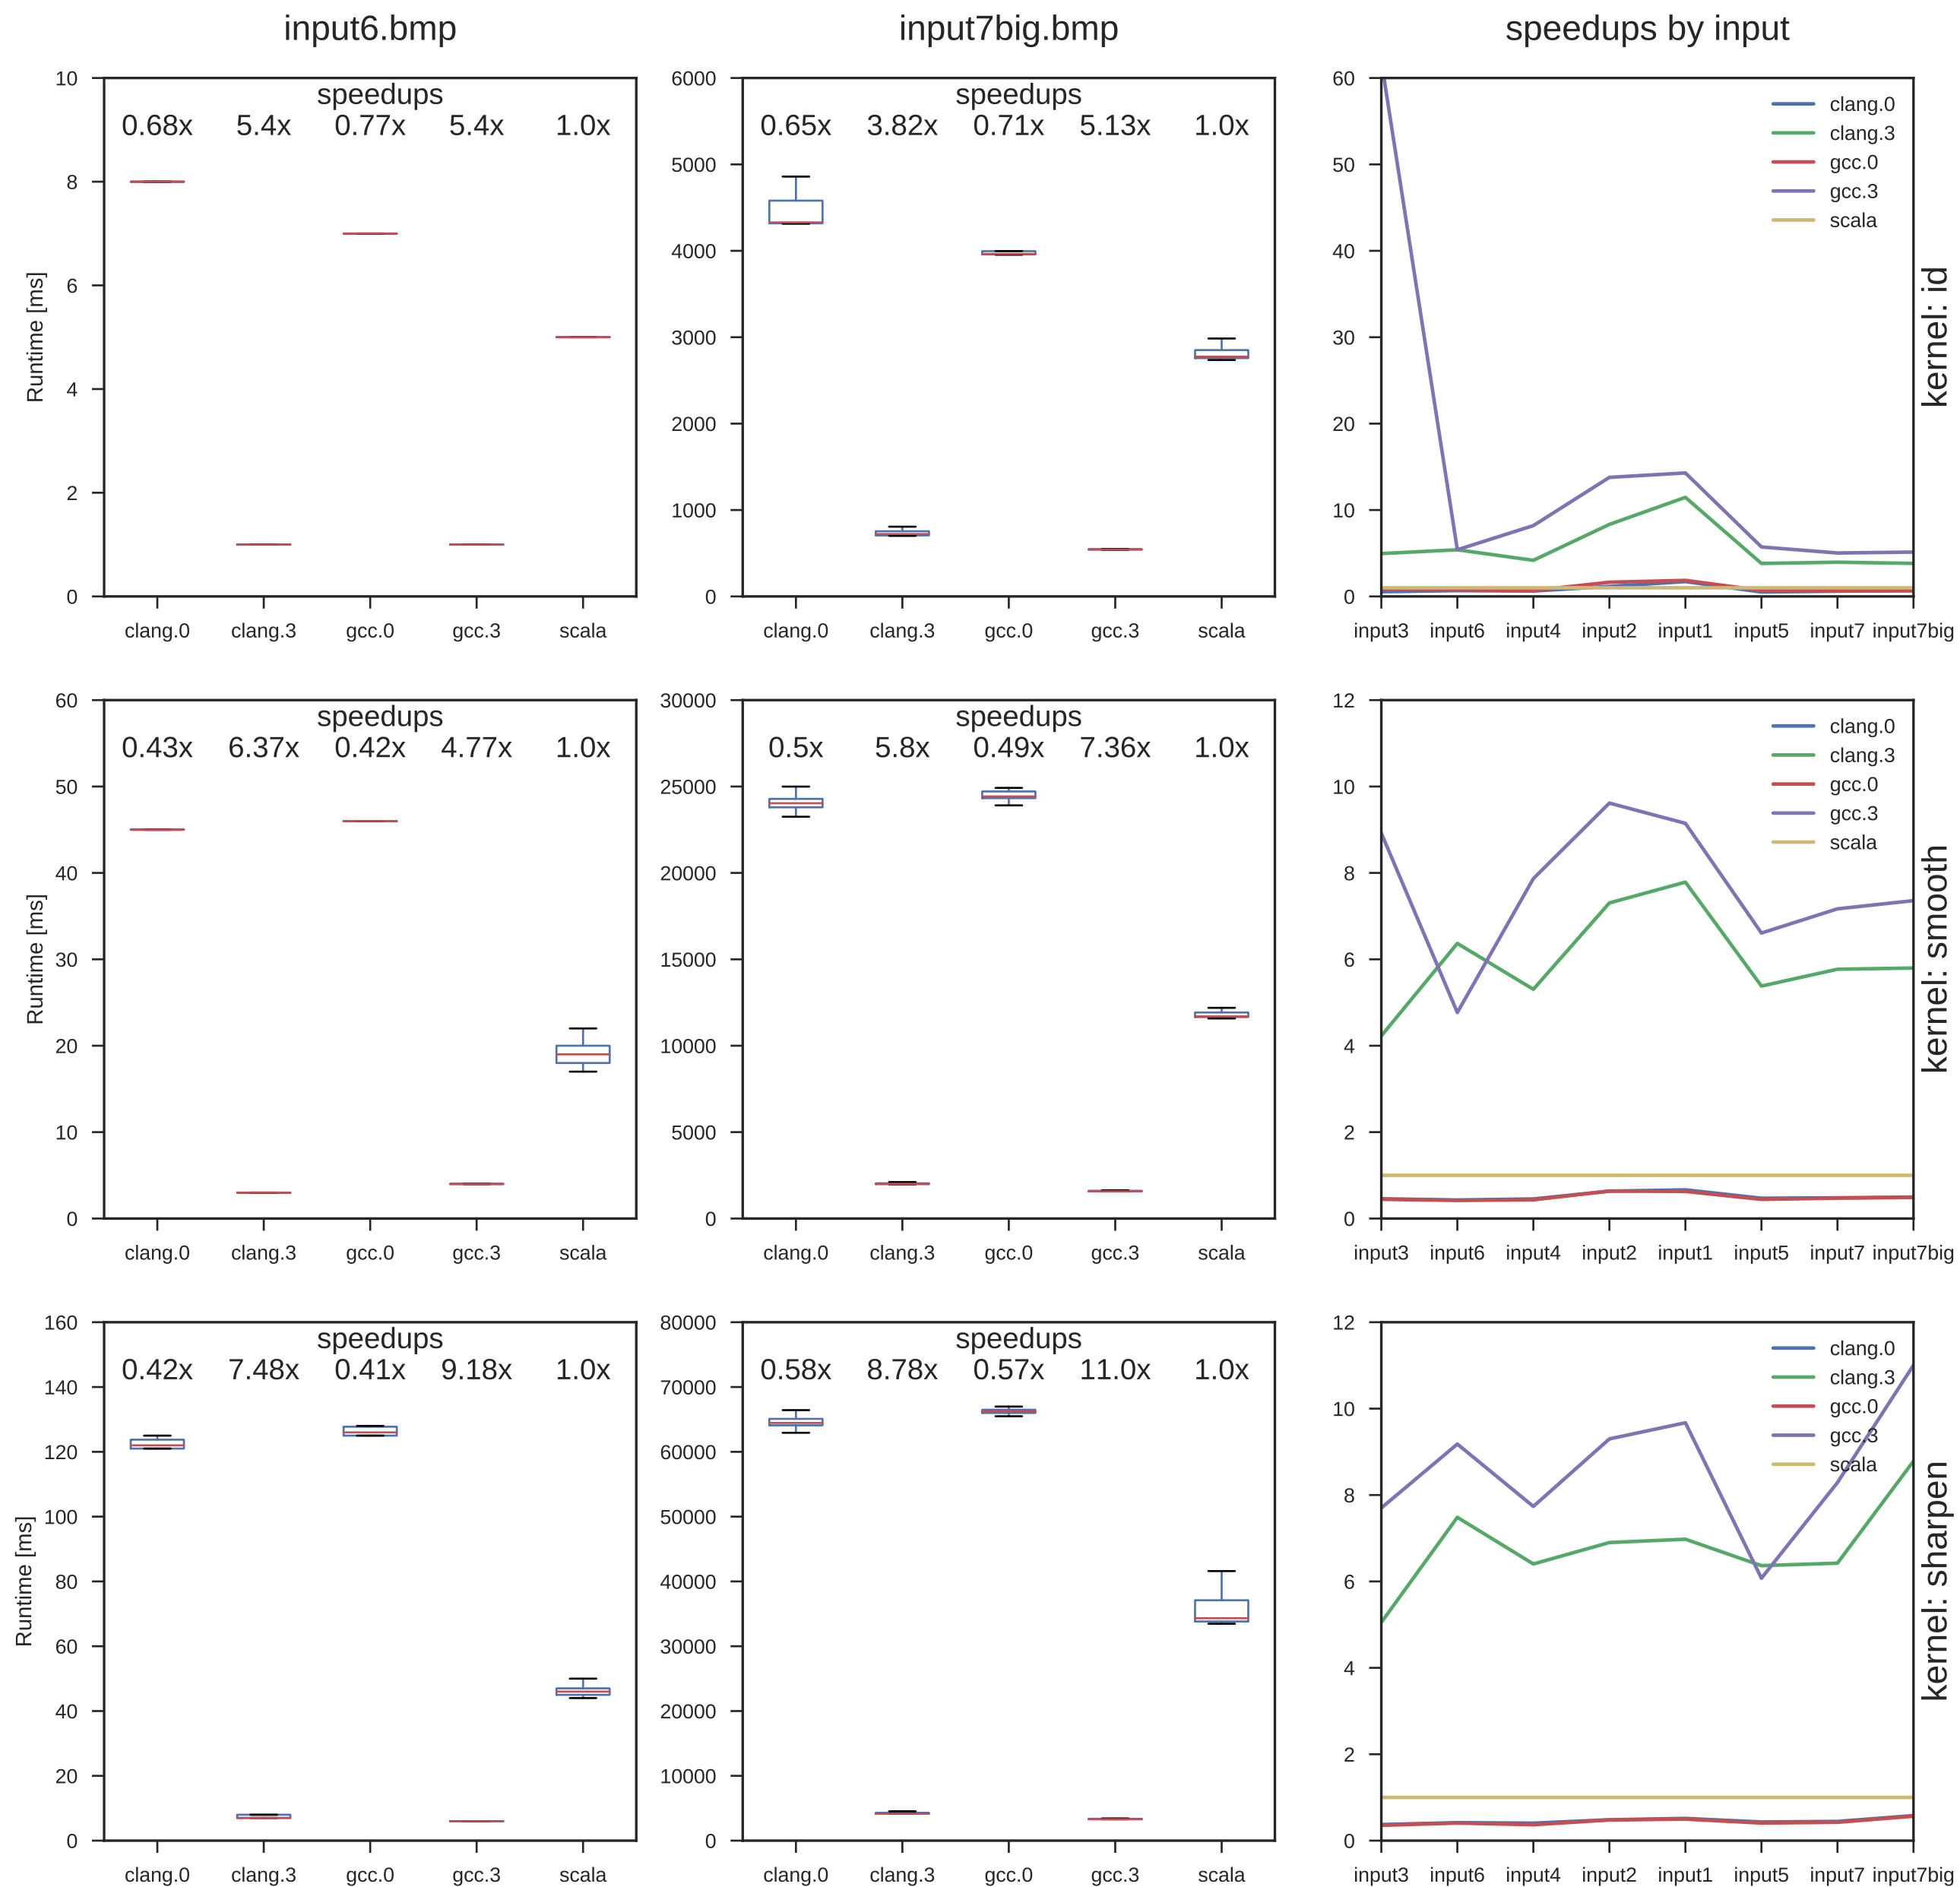 input6.bmp
input7big.bmp
speedups by input
10
8
6
4
2
0
Runtime [ms]
speedups
0.68x 5.4x 0.77x 5.4x 1.0x
clang.0 clang.3 gcc.0 gcc.3 scala
6000
5000
4000
3000
2000
1000
0
speedups
0.65x 3.82x 0.71x 5.13x 1.0x
clang.0 clang.3 gcc.0 gcc.3 scala
60
50
40
30
20
10
0
clang.0
clang.3
gcc.0
gcc.3
scala
input3 input6 input4 input2 input1 input5 input7 input7big
kernel: id
60
50
40
30
20
10
0
Runtime [ms]
speedups
0.43x 6.37x 0.42x 4.77x 1.0x
clang.0 clang.3 gcc.0 gcc.3 scala
30000
25000
20000
15000
10000
5000
0
speedups
0.5x 5.8x 0.49x 7.36x 1.0x
clang.0 clang.3 gcc.0 gcc.3 scala
12
10
8
6
4
2
0
clang.0
clang.3
gcc.0
gcc.3
scala
input3 input6 input4 input2 input1 input5 input7 input7big
kernel: smooth
160
140
120
100
80
60
40
20
0
Runtime [ms]
speedups
0.42x 7.48x 0.41x 9.18x 1.0x
clang.0 clang.3 gcc.0 gcc.3 scala
80000
70000
60000
50000
40000
30000
20000
10000
0
speedups
0.58x 8.78x 0.57x 11.0x 1.0x
clang.0 clang.3 gcc.0 gcc.3 scala
12
10
8
6
4
2
0
clang.0
clang.3
gcc.0
gcc.3
scala
input3 input6 input4 input2 input1 input5 input7 input7big
kernel: sharpen